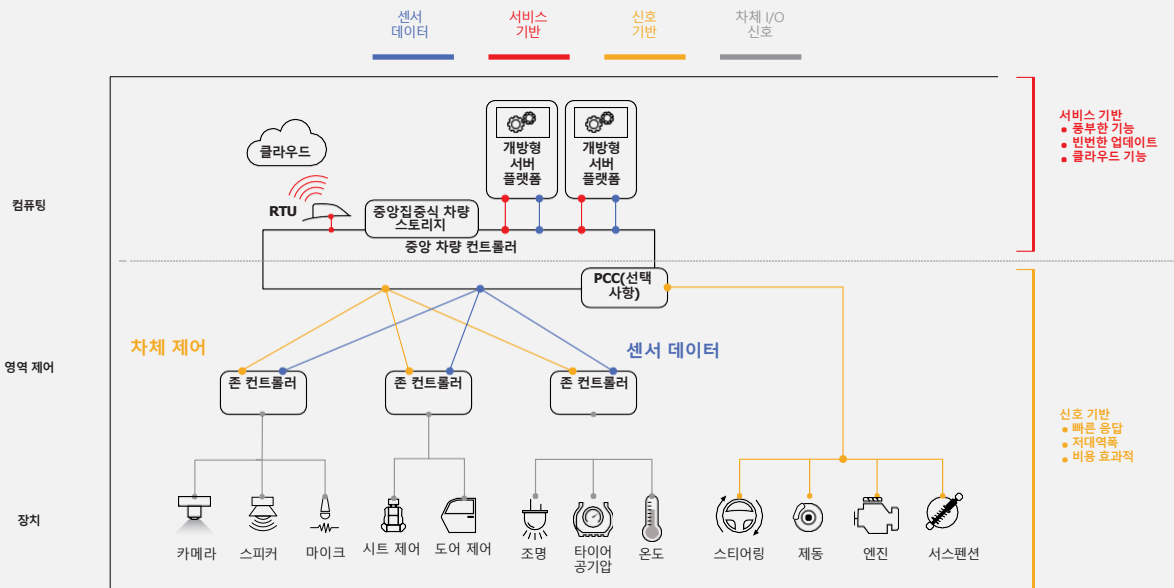 센서
데이터
서비스
기반
신호
기반
차체 I/O
신호
클라우드
RTU
중앙집중식 차량
스토리지
개방형
서버
플랫폼
개방형
서버
플랫폼
중앙 차량 컨트롤러
PCC(선택
사항)
서비스 기반
• 풍부한 기능
• 빈번한 업데이트
• 클라우드 기능
컴퓨팅
차체 제어
센서 데이터
영역 제어
존 컨트롤러
존 컨트롤러
존 컨트롤러
신호 기반
• 빠른 응답
• 저대역폭
• 비용 효과적
장치
카메라
스피커
마이크
시트 제어
도어 제어
조명
타이어
공기압
온도
스티어링
제동
엔진
서스펜션